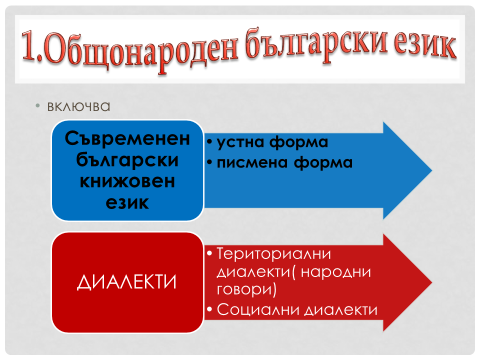 1.Общонароден български език
• включва
Съвременен
български
книжовен
език
• устна форма
• писмена форма
ДИАЛЕКТИ
• Териториални
диалекти( народни
говори)
• Социални диалекти